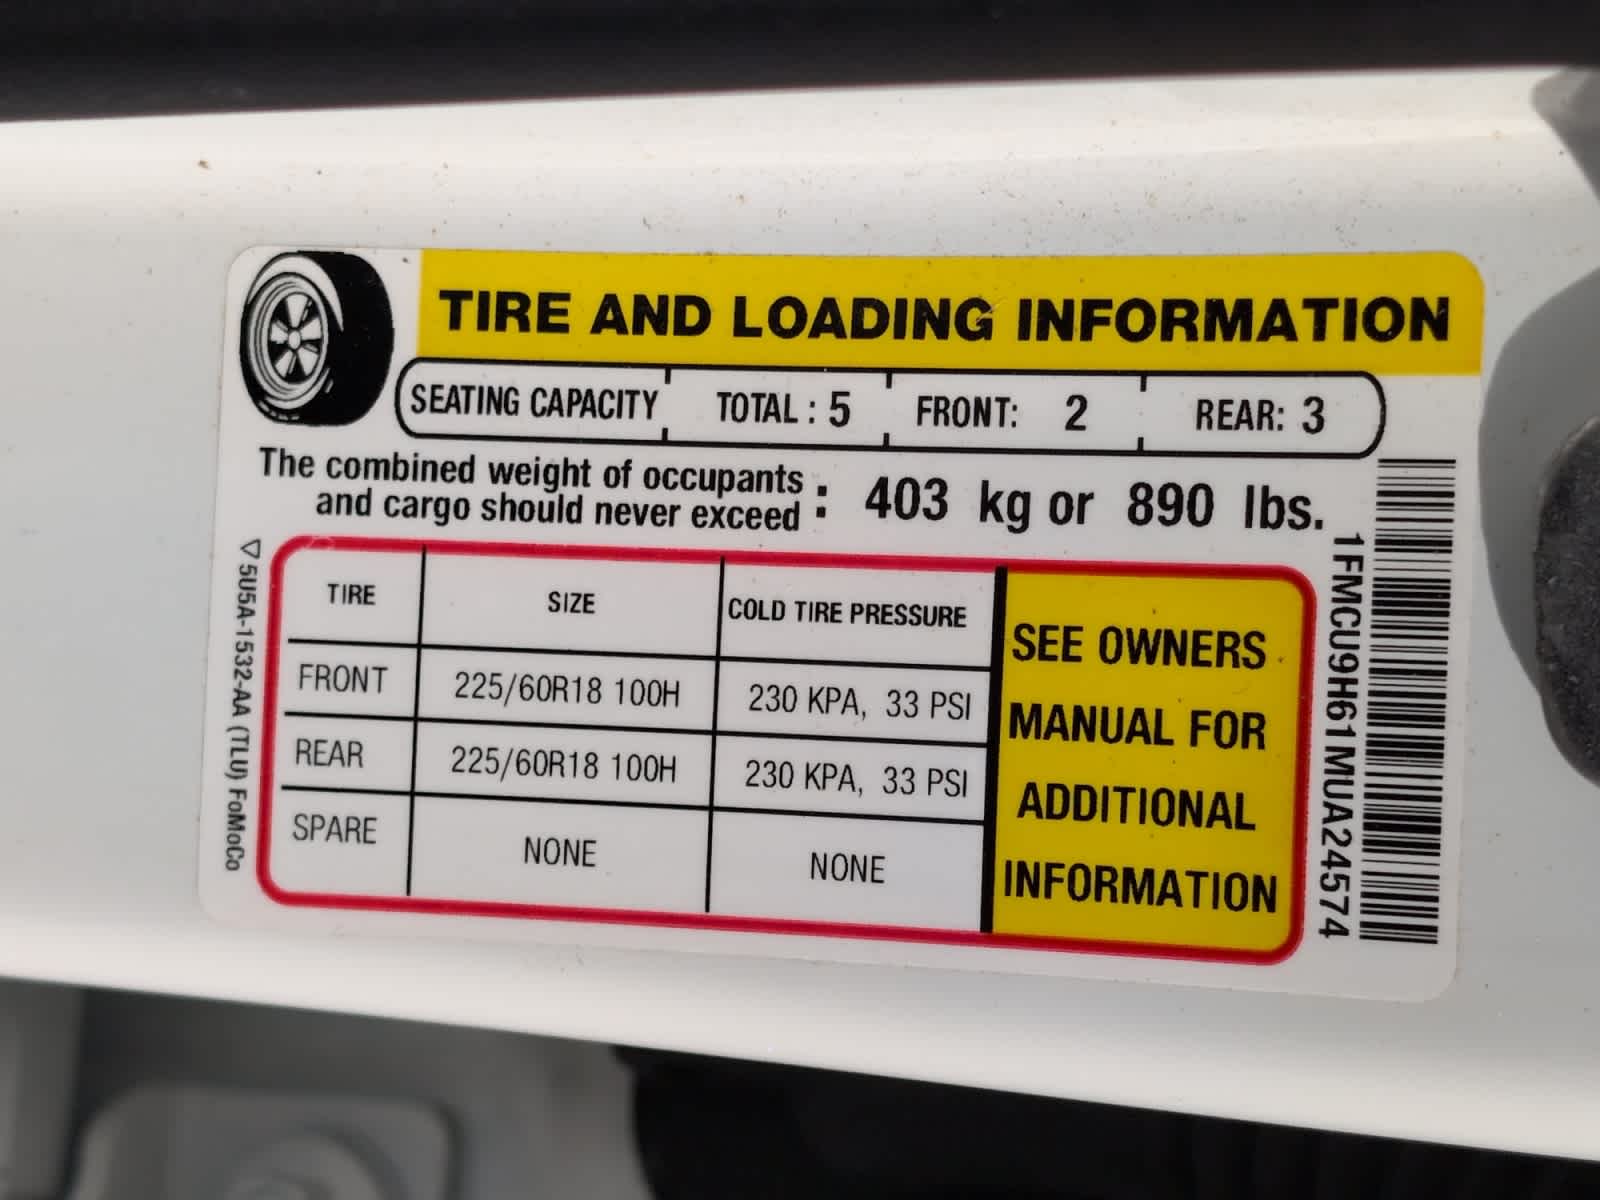 TIRE AND LOADING INFORMATION
SEATING CAPACITY TOTAL : 5 FRONT: 2 REAR: 3
The combined weight of occupants
and cargo should never exceed : 403 kg or 890 lbs.
TIRE SIZE COLD TIRE PRESSURE
FRONT 225/60R18 100H 230 KPA, 33 PSI
REAR 225/60R18 100H 230 KPA, 33 PSI
SPARE NONE NONE
SEE OWNERS
MANUAL FOR
ADDITIONAL
INFORMATION
5U5A-1532-AA (TLU) FoMoCo
1FMCU9H61MUA24574